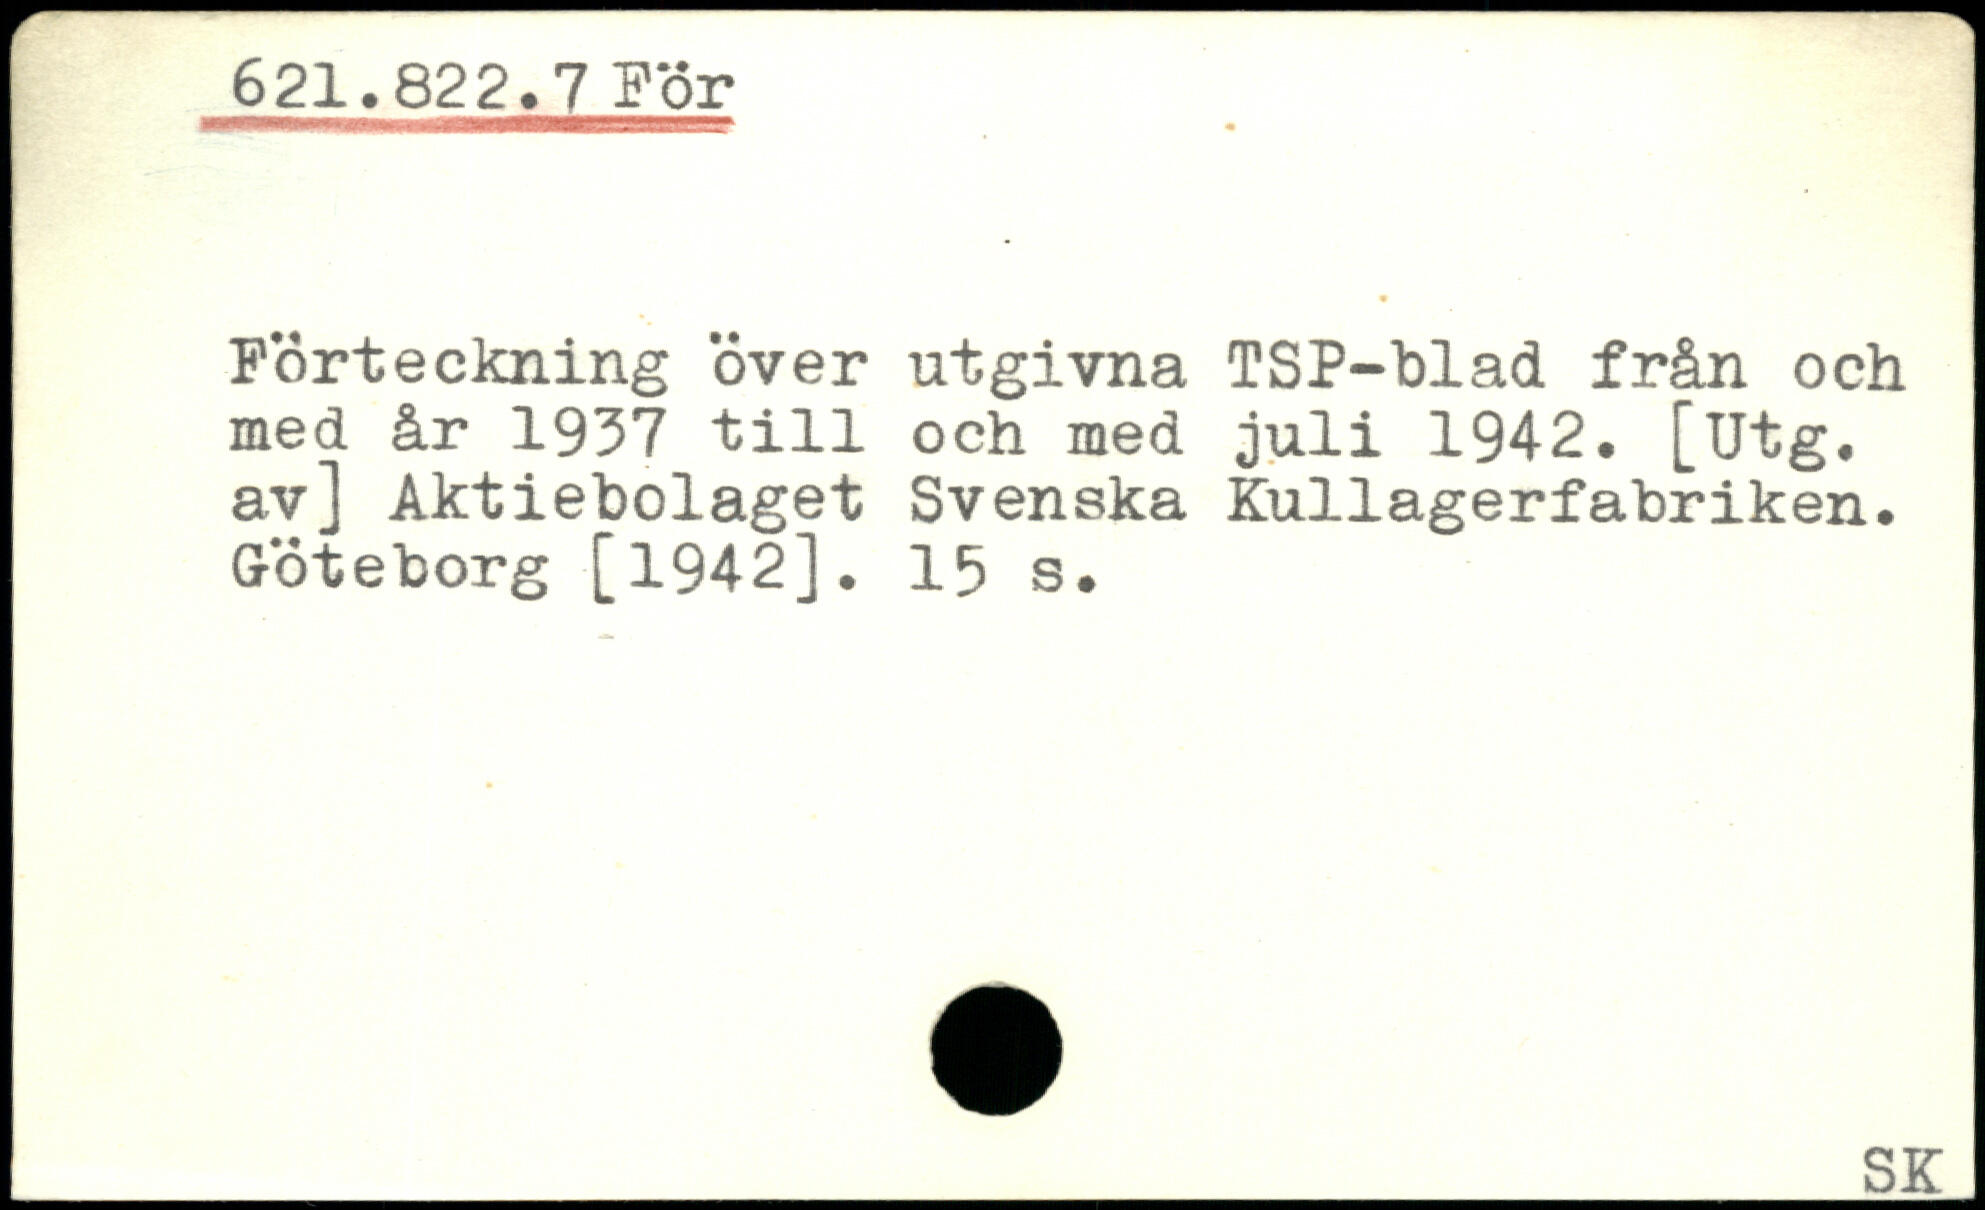 621.822.7 För
Förteckning över utgivna TSP-blad från och
med år 1937 till och med juli 1942. [Utg.
av] Aktiebolaget Svenska Kullagerfabriken.
Göteborg [1942]. 15 s.
SK